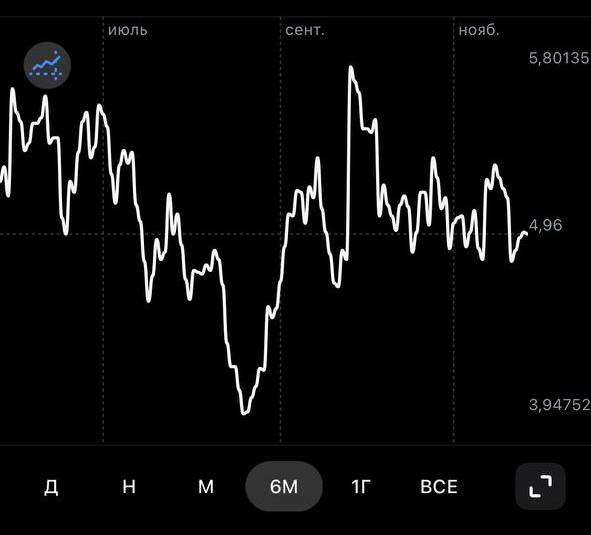 июль
сент.
нояб.
5,80135
4,96
3,94752
Д Н М 6М 1Г ВСЕ